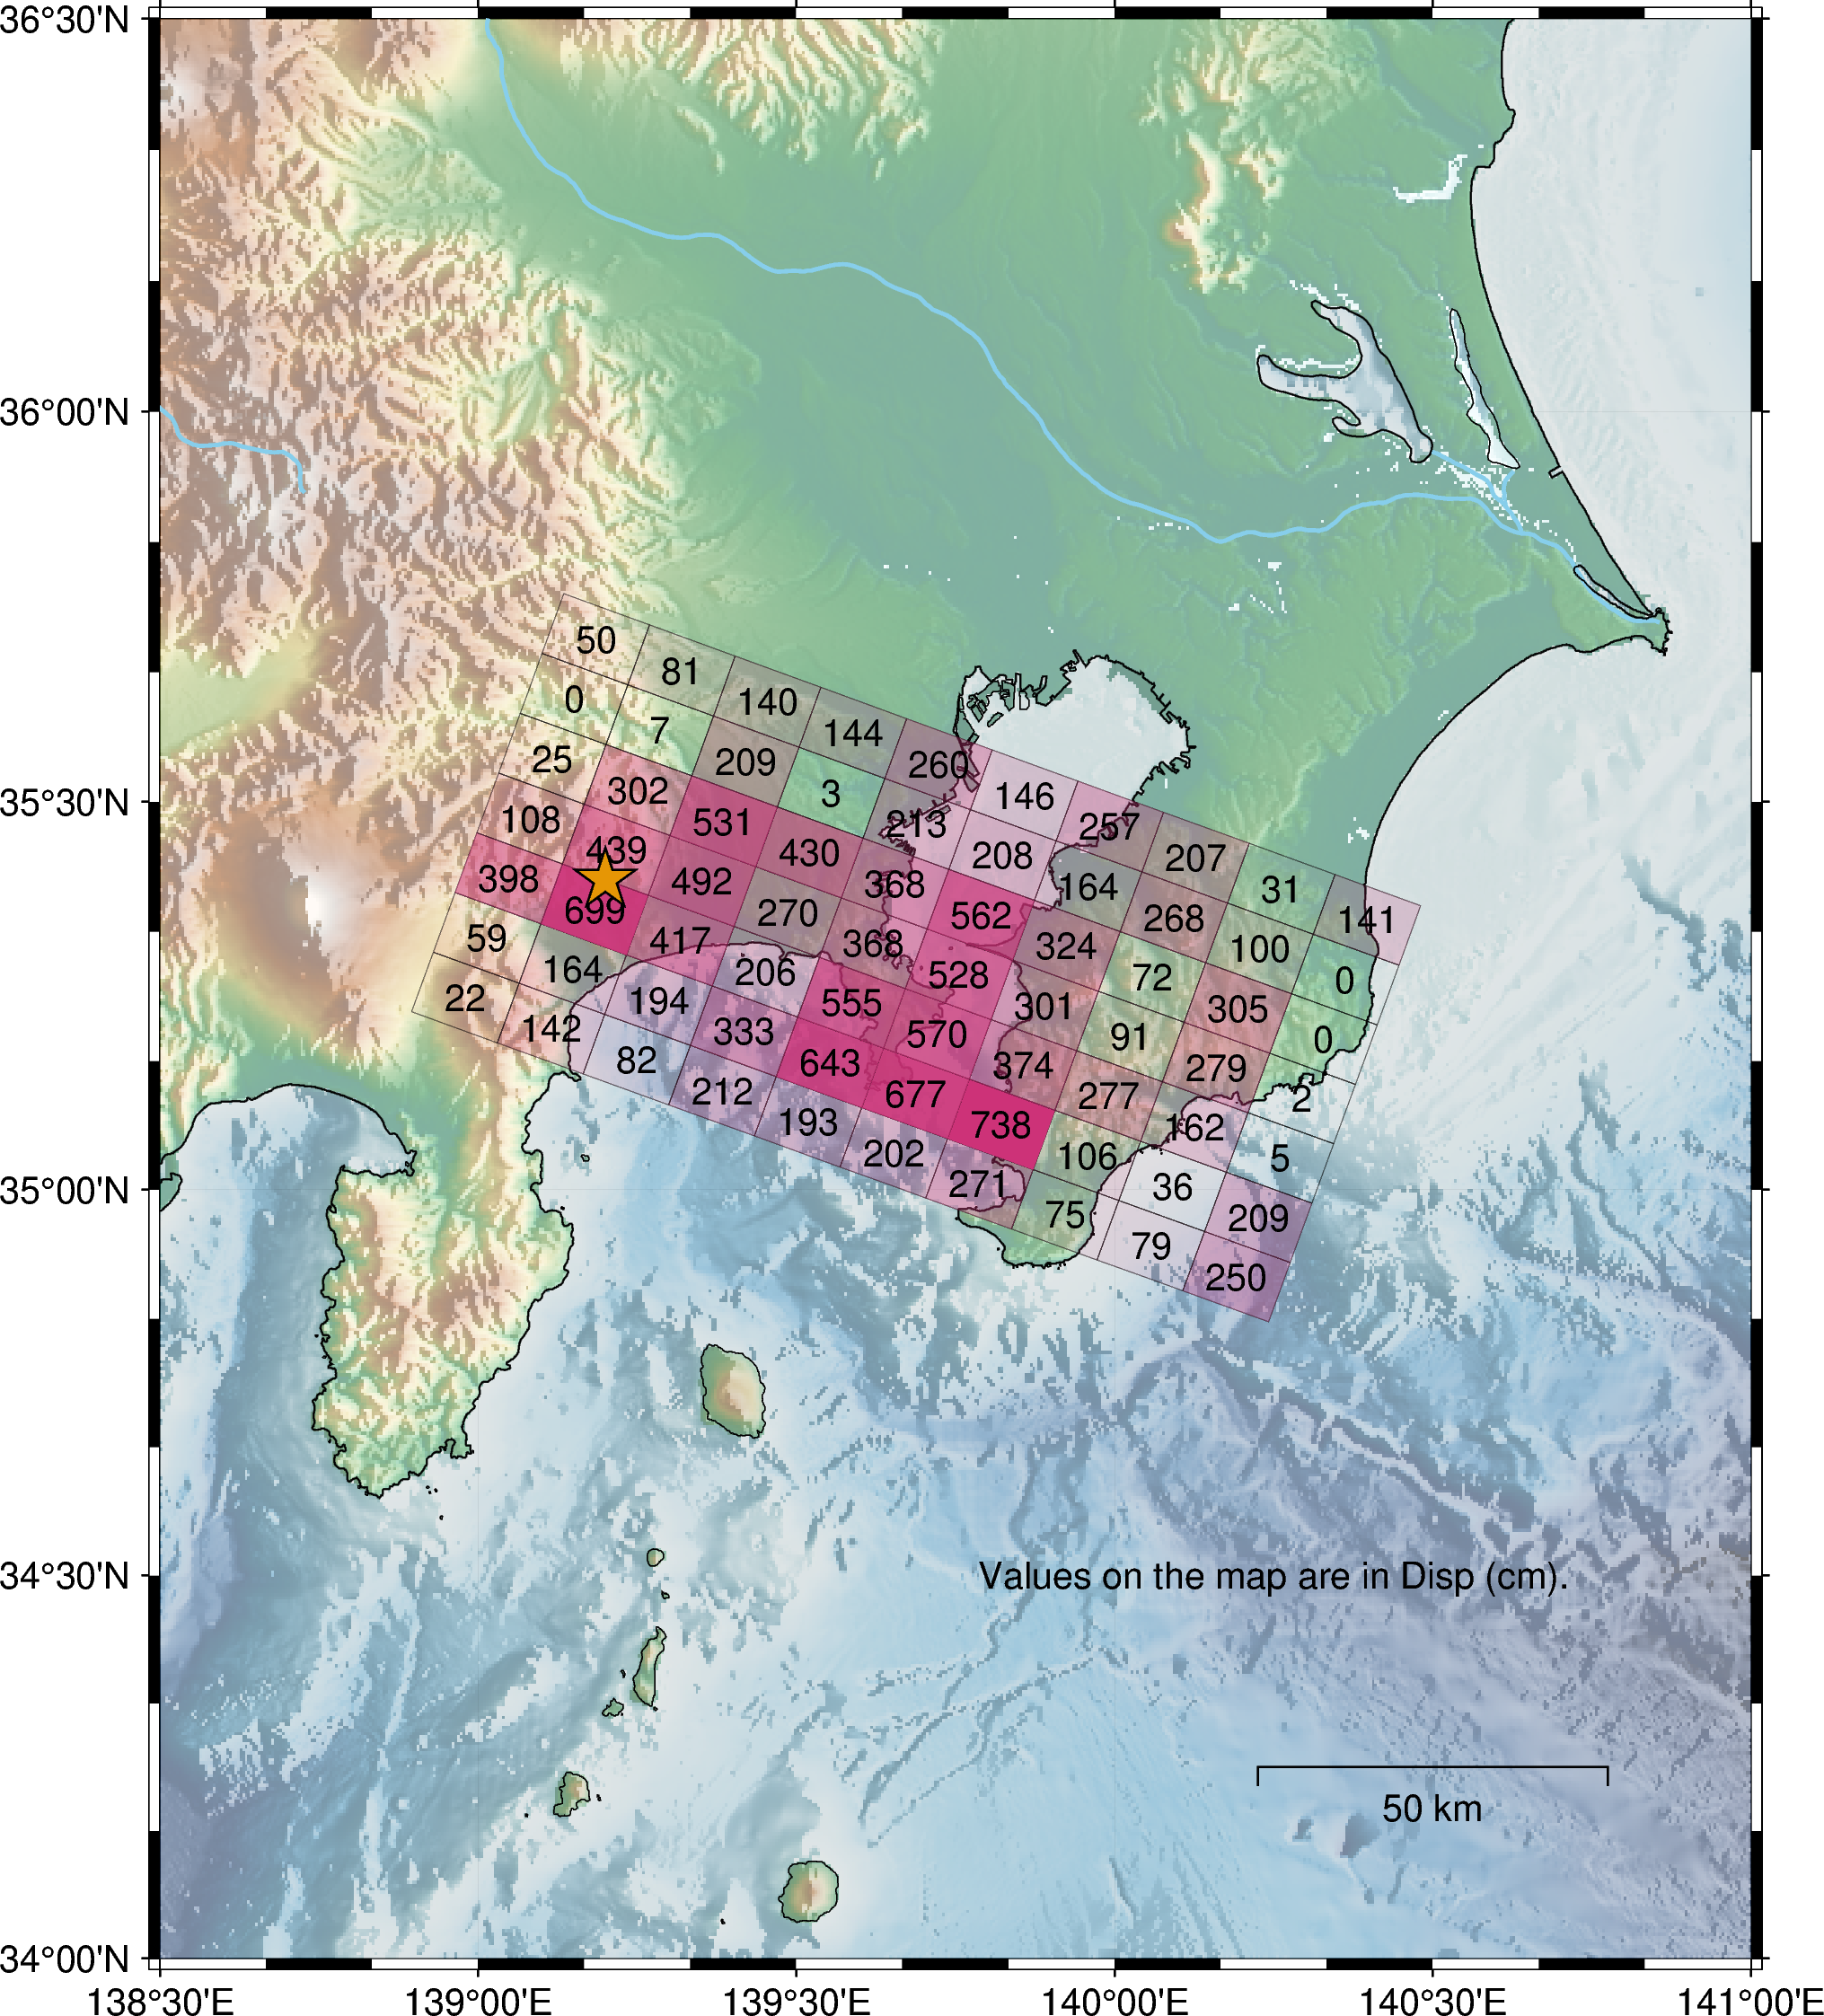 36°30'N
36°00'N
35°30'N
35°00'N
34°30'N
34°00'N
138°30'E 139°00'E 139°30'E 140°00'E 140°30'E 141°00'E
50 81 140 144 260 146 257 207 31 141
0 7 209 3 213 208 164 268 100 0
25 302 531 430 368 562 324 72 305 0
108 439 492 270 368 528 301 91 279 2
398 699 417 206 555 570 374 277 162 5
59 164 194 333 643 677 738 106 36 209
22 142 82 212 193 202 271 75 79 250
Values on the map are in Disp (cm).
50 km